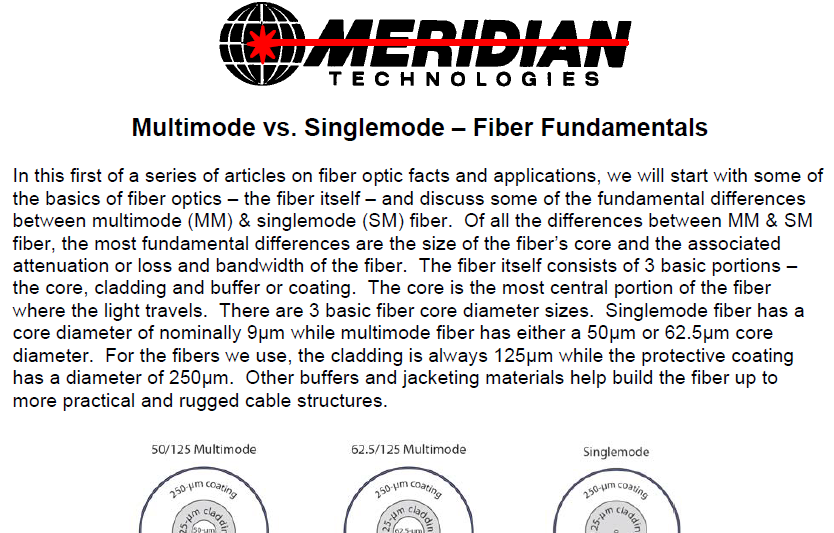 MERIDIAN
TECHNOLOGIES
Multimode vs. Singlemode – Fiber Fundamentals
In this first of a series of articles on fiber optic facts and applications, we will start with some of
the basics of fiber optics – the fiber itself – and discuss some of the fundamental differences
between multimode (MM) & singlemode (SM) fiber.  Of all the differences between MM & SM
fiber, the most fundamental differences are the size of the fiber's core and the associated
attenuation or loss and bandwidth of the fiber.  The fiber itself consists of 3 basic portions –
the core, cladding and buffer or coating.  The core is the most central portion of the fiber
where the light travels.  There are 3 basic fiber core diameter sizes.  Singlemode fiber has a
core diameter of nominally 9µm while multimode fiber has either a 50µm or 62.5µm core
diameter.  For the fibers we use, the cladding is always 125µm while the protective coating
has a diameter of 250µm.  Other buffers and jacketing materials help build the fiber up to
more practical and rugged cable structures.
50/125 Multimode 62.5/125 Multimode Singlemode
250-µm coating 250-µm coating 250-µm coating
25-µm claddin 25-µm claddin 25-µm claddin
50-µm 62.5-µm